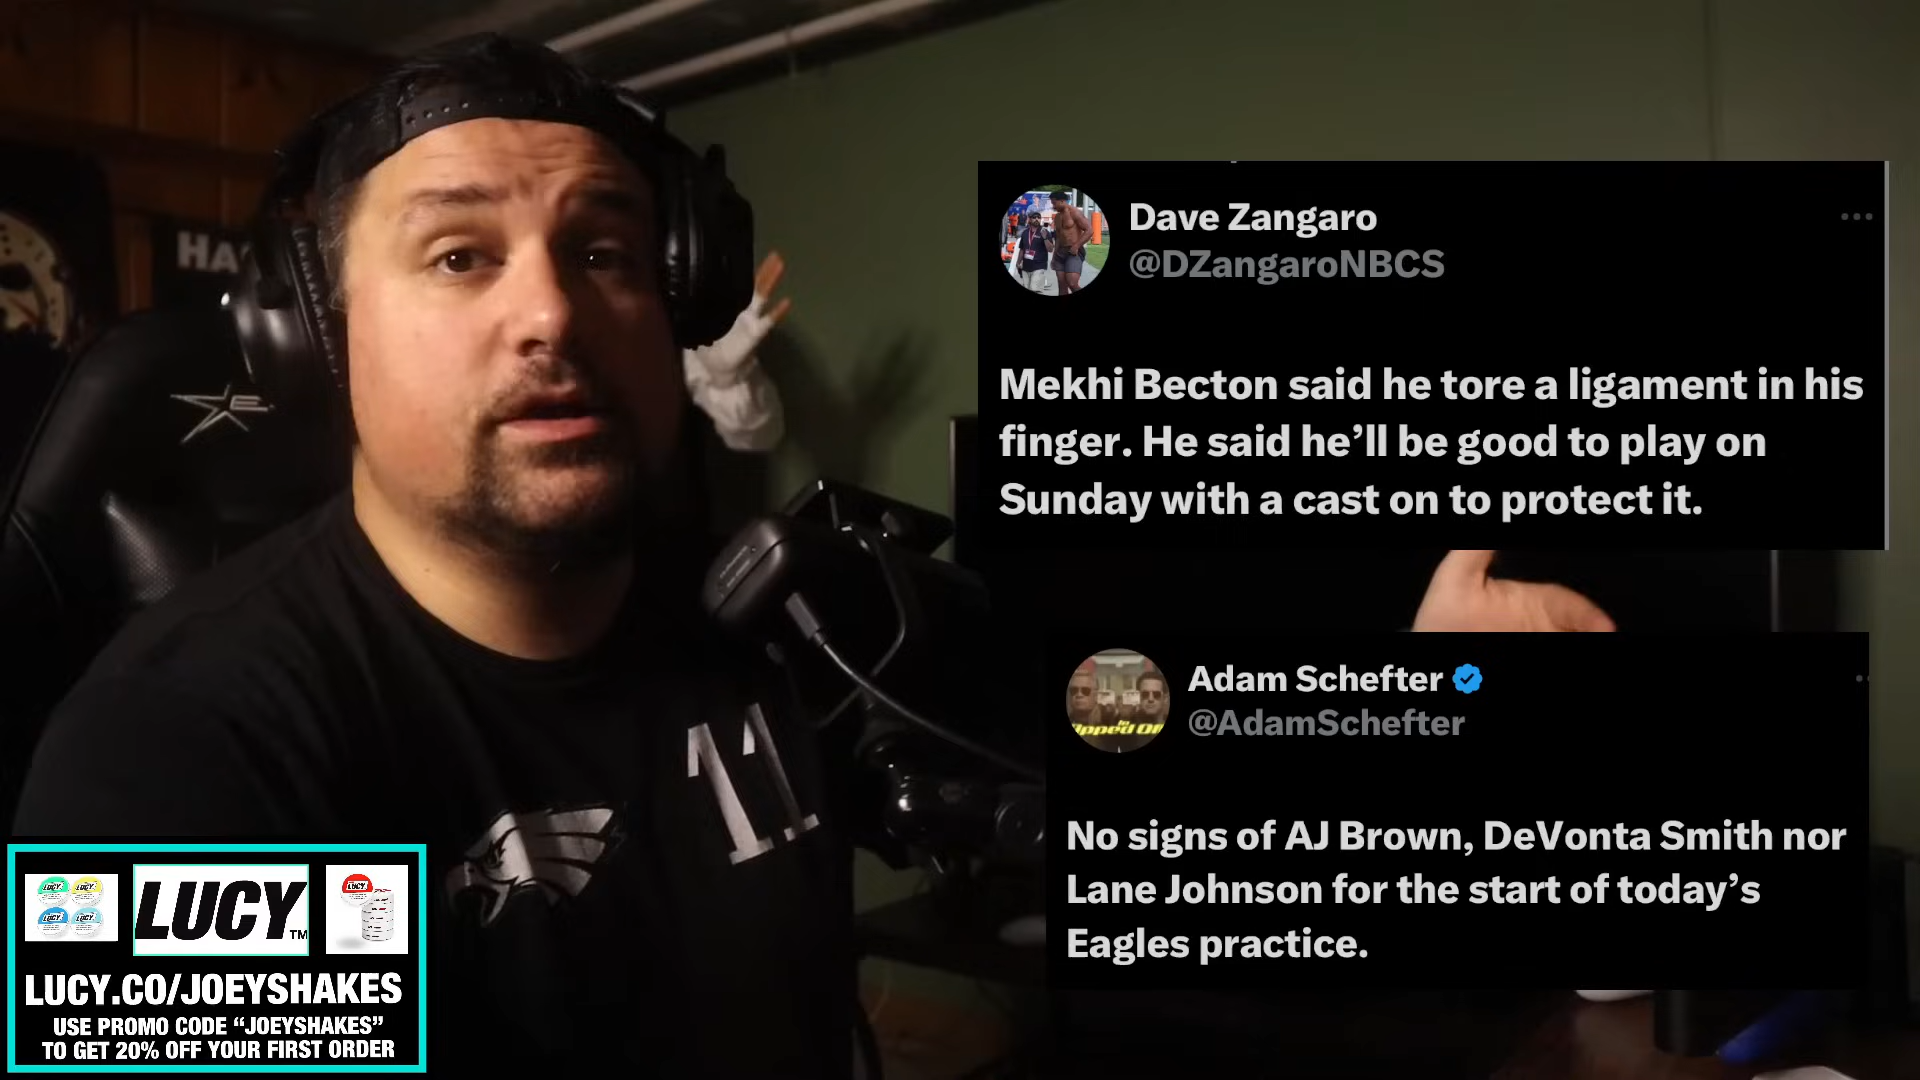 HA
11
Dave Zangaro
@DZangaroNBCS
Mekhi Becton said he tore a ligament in his
finger. He said he’ll be good to play on
Sunday with a cast on to protect it.
Adam Schefter
@AdamSchefter
No signs of AJ Brown, DeVonta Smith nor
Lane Johnson for the start of today’s
Eagles practice.
LUCY TM
LUCY.CO/JOEYSHAKES
USE PROMO CODE “JOEYSHAKES”
TO GET 20% OFF YOUR FIRST ORDER